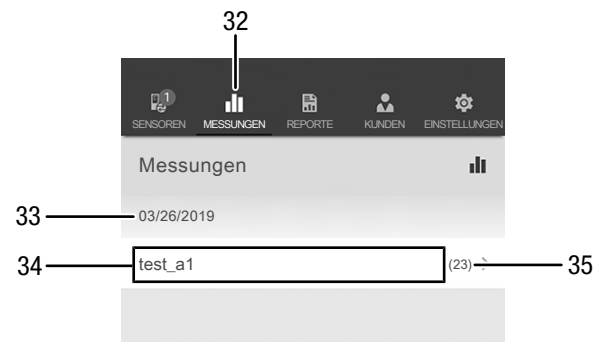 32
1
SENSOREN MESSUNGEN REPORTE KUNDEN EINSTELLUNGEN
Messungen
33 03/26/2019
34 test_a1 (23) 35